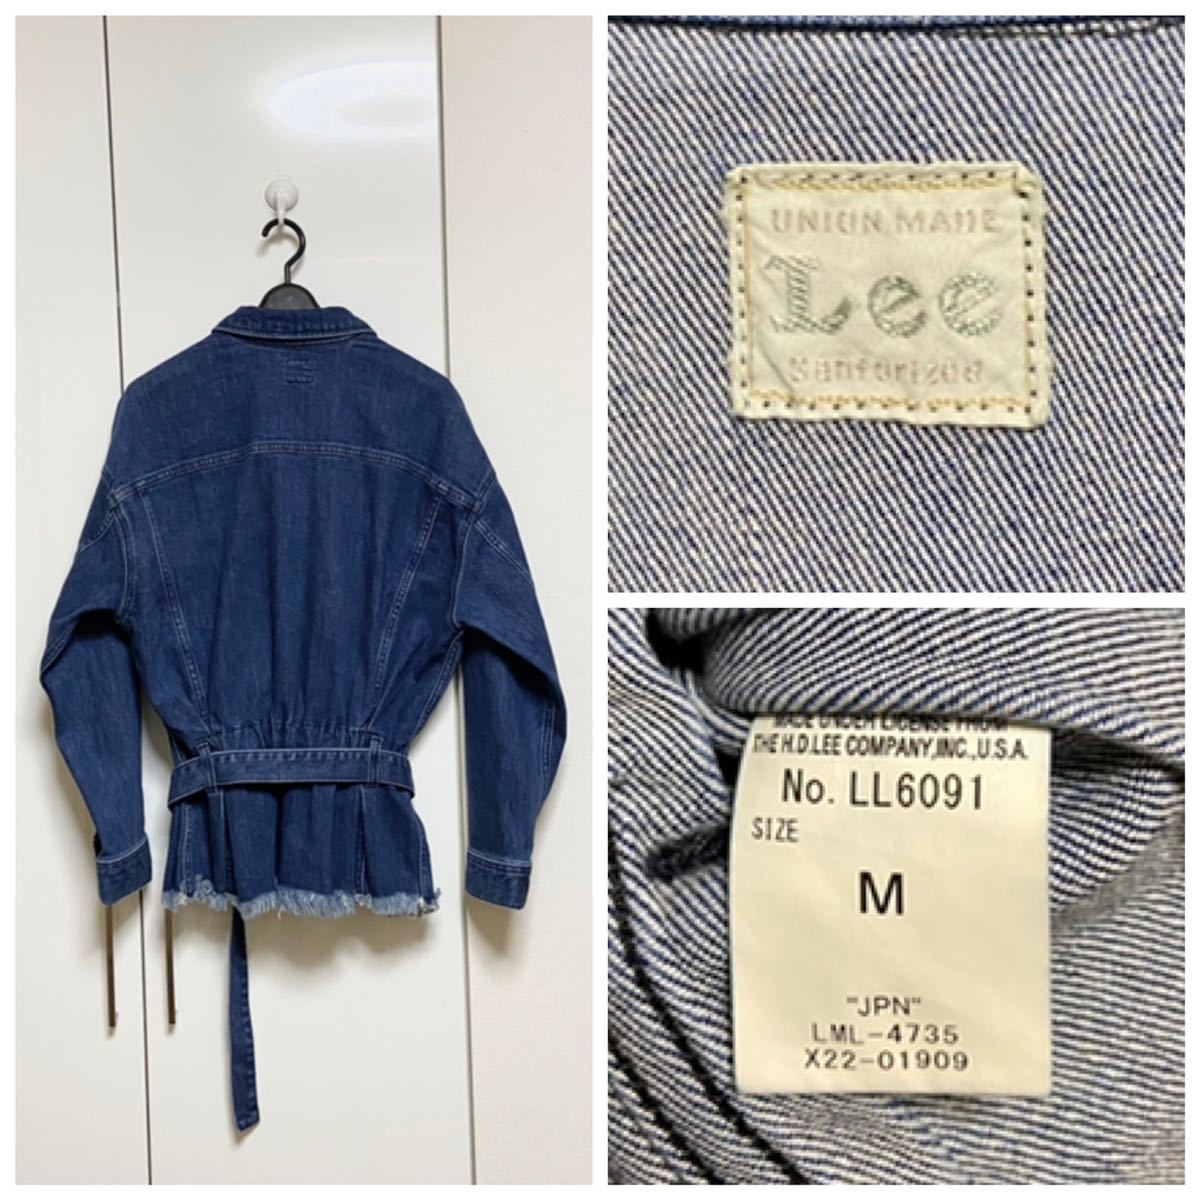 UNION MADE
Lee
Sanforized
MADE UNDER LICENSE FROM
THE H.D.LEE COMPANY,INC.,U.S.A.
No. LL6091
SIZE
M
"JPN"
LML-4735
X22-01909